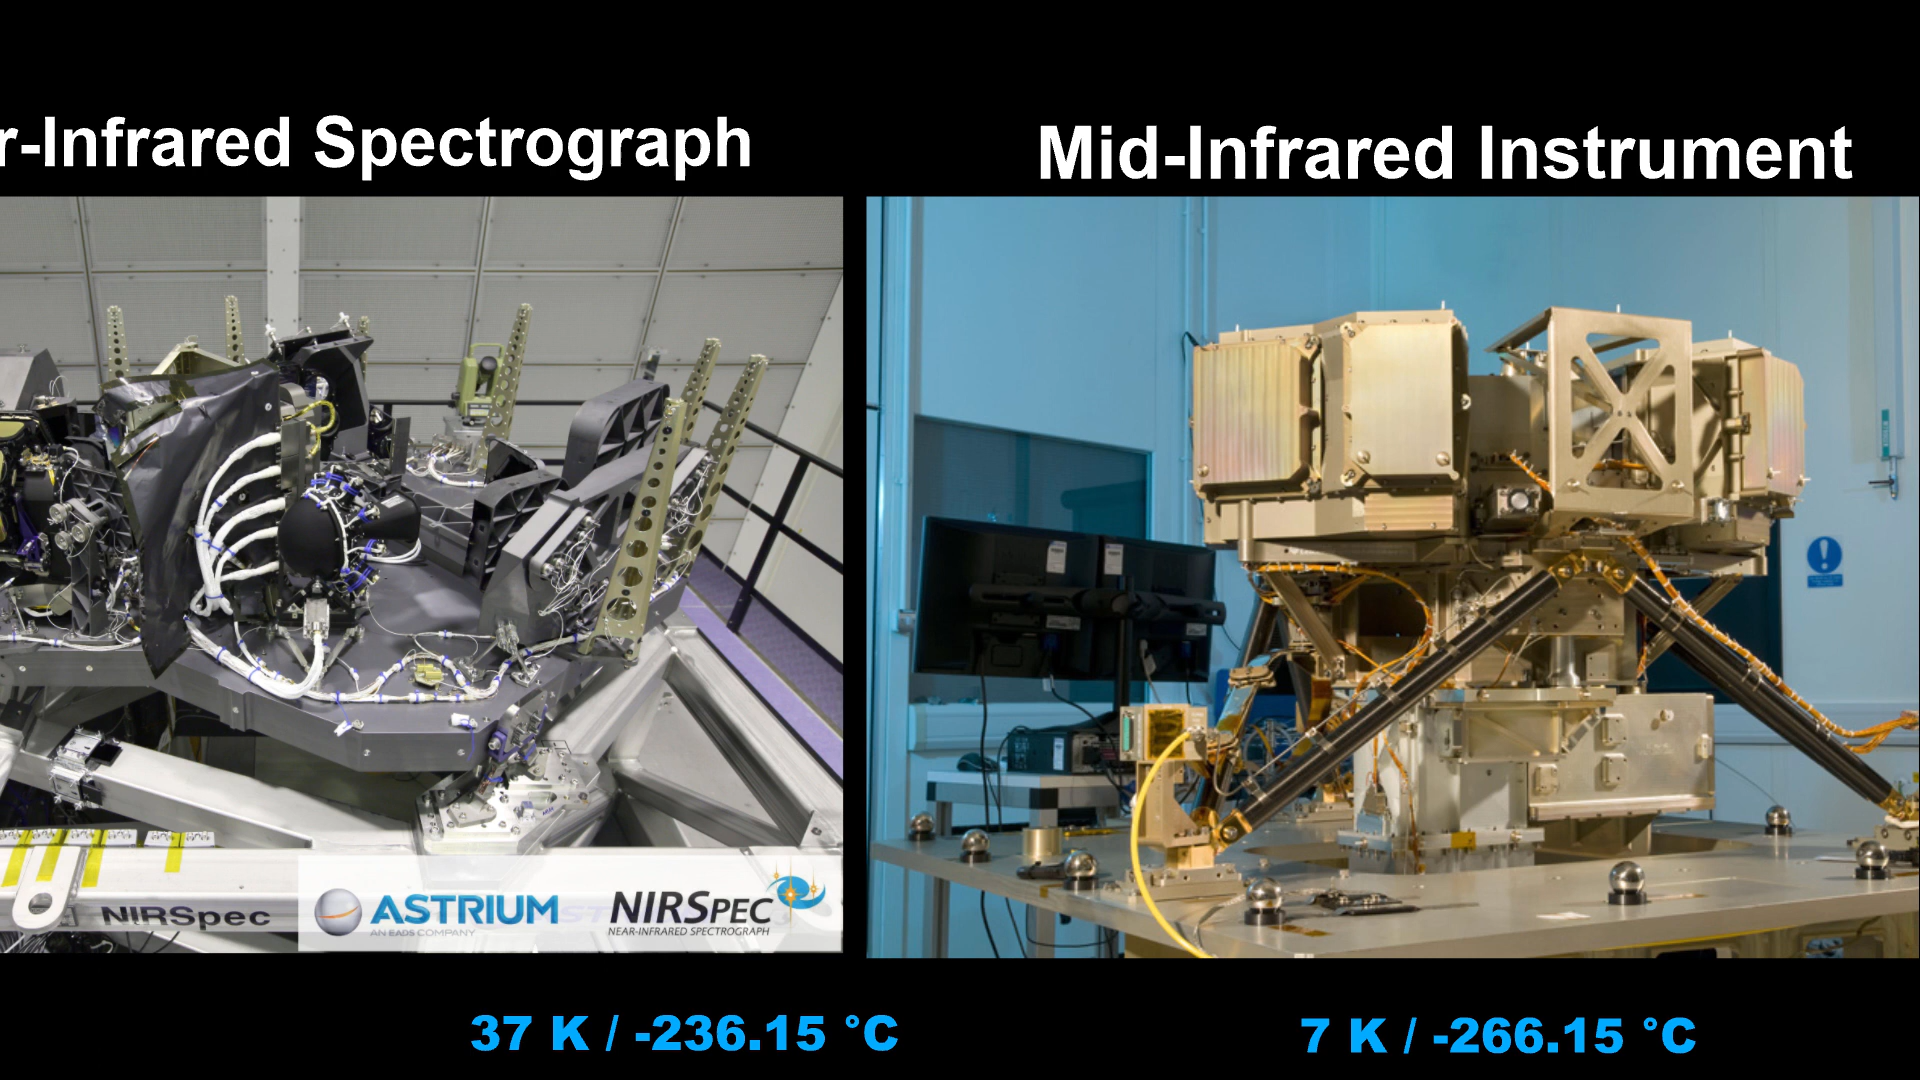 r-Infrared Spectrograph
Mid-Infrared Instrument
NIRSpec
ASTRIUM
AN EADS COMPANY
NIRSPEC
NEAR-INFRARED SPECTROGRAPH
37 K / -236.15 °C
7 K / -266.15 °C